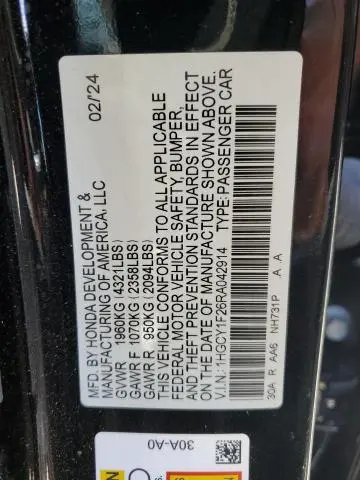 MFD. BY HONDA DEVELOPMENT & 02/24
MANUFACTURING OF AMERICA, LLC
GVWR 1960KG (4321LBS)
GAWR F 1070KG (2358LBS)
GAWR R 950KG (2094LBS)
THIS VEHICLE CONFORMS TO ALL APPLICABLE
FEDERAL MOTOR VEHICLE SAFETY, BUMPER,
AND THEFT PREVENTION STANDARDS IN EFFECT
ON THE DATE OF MANUFACTURE SHOWN ABOVE.
V.I.N.: 1HGCY1F26RA042914 TYPE: PASSENGER CAR
30A R AA6 NH731P A .A
30A-A0